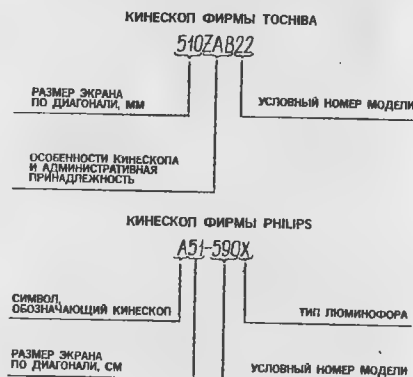 КИНЕСКОП ФИРМЫ TOCHIBA
510ZAB22
РАЗМЕР ЭКРАНА
ПО ДИАГОНАЛИ, ММ
УСЛОВНЫЙ НОМЕР МОДЕЛИ
ОСОБЕННОСТИ КИНЕСКОПА
И АДМИНИСТРАТИВНАЯ
ПРИНАДЛЕЖНОСТЬ
КИНЕСКОП ФИРМЫ PHILIPS
A51-590X
СИМВОЛ,
ОБОЗНАЧАЮЩИЙ КИНЕСКОП
ТИП ЛЮМИНОФОРА
РАЗМЕР ЭКРАНА
ПО ДИАГОНАЛИ, СМ
УСЛОВНЫЙ НОМЕР МОДЕЛИ